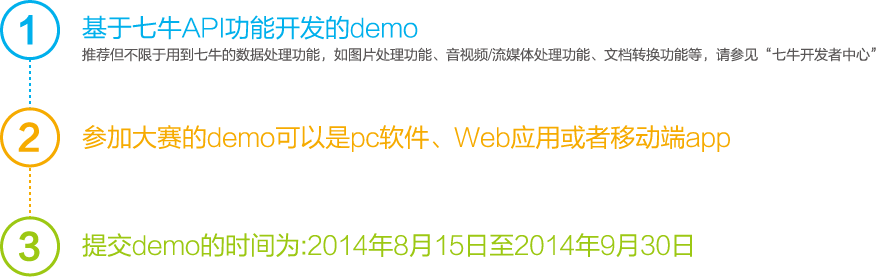 1
基于七牛API功能开发的demo
推荐但不限于用到七牛的数据处理功能，如图片处理功能、音视频/流媒体处理功能、文档转换功能等，请参见“七牛开发者中心”
2
参加大赛的demo可以是pc软件、Web应用或者移动端app
3
提交demo的时间为:2014年8月15日至2014年9月30日